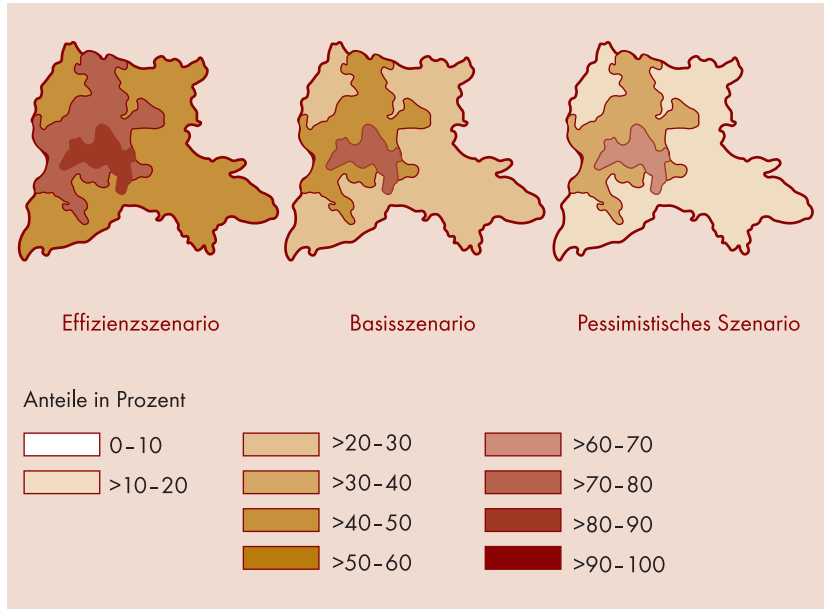 Effizienzszenario
Basisszenario
Pessimistisches Szenario
Anteile in Prozent
0–10
>10–20
>20–30
>30–40
>40–50
>50–60
>60–70
>70–80
>80–90
>90–100